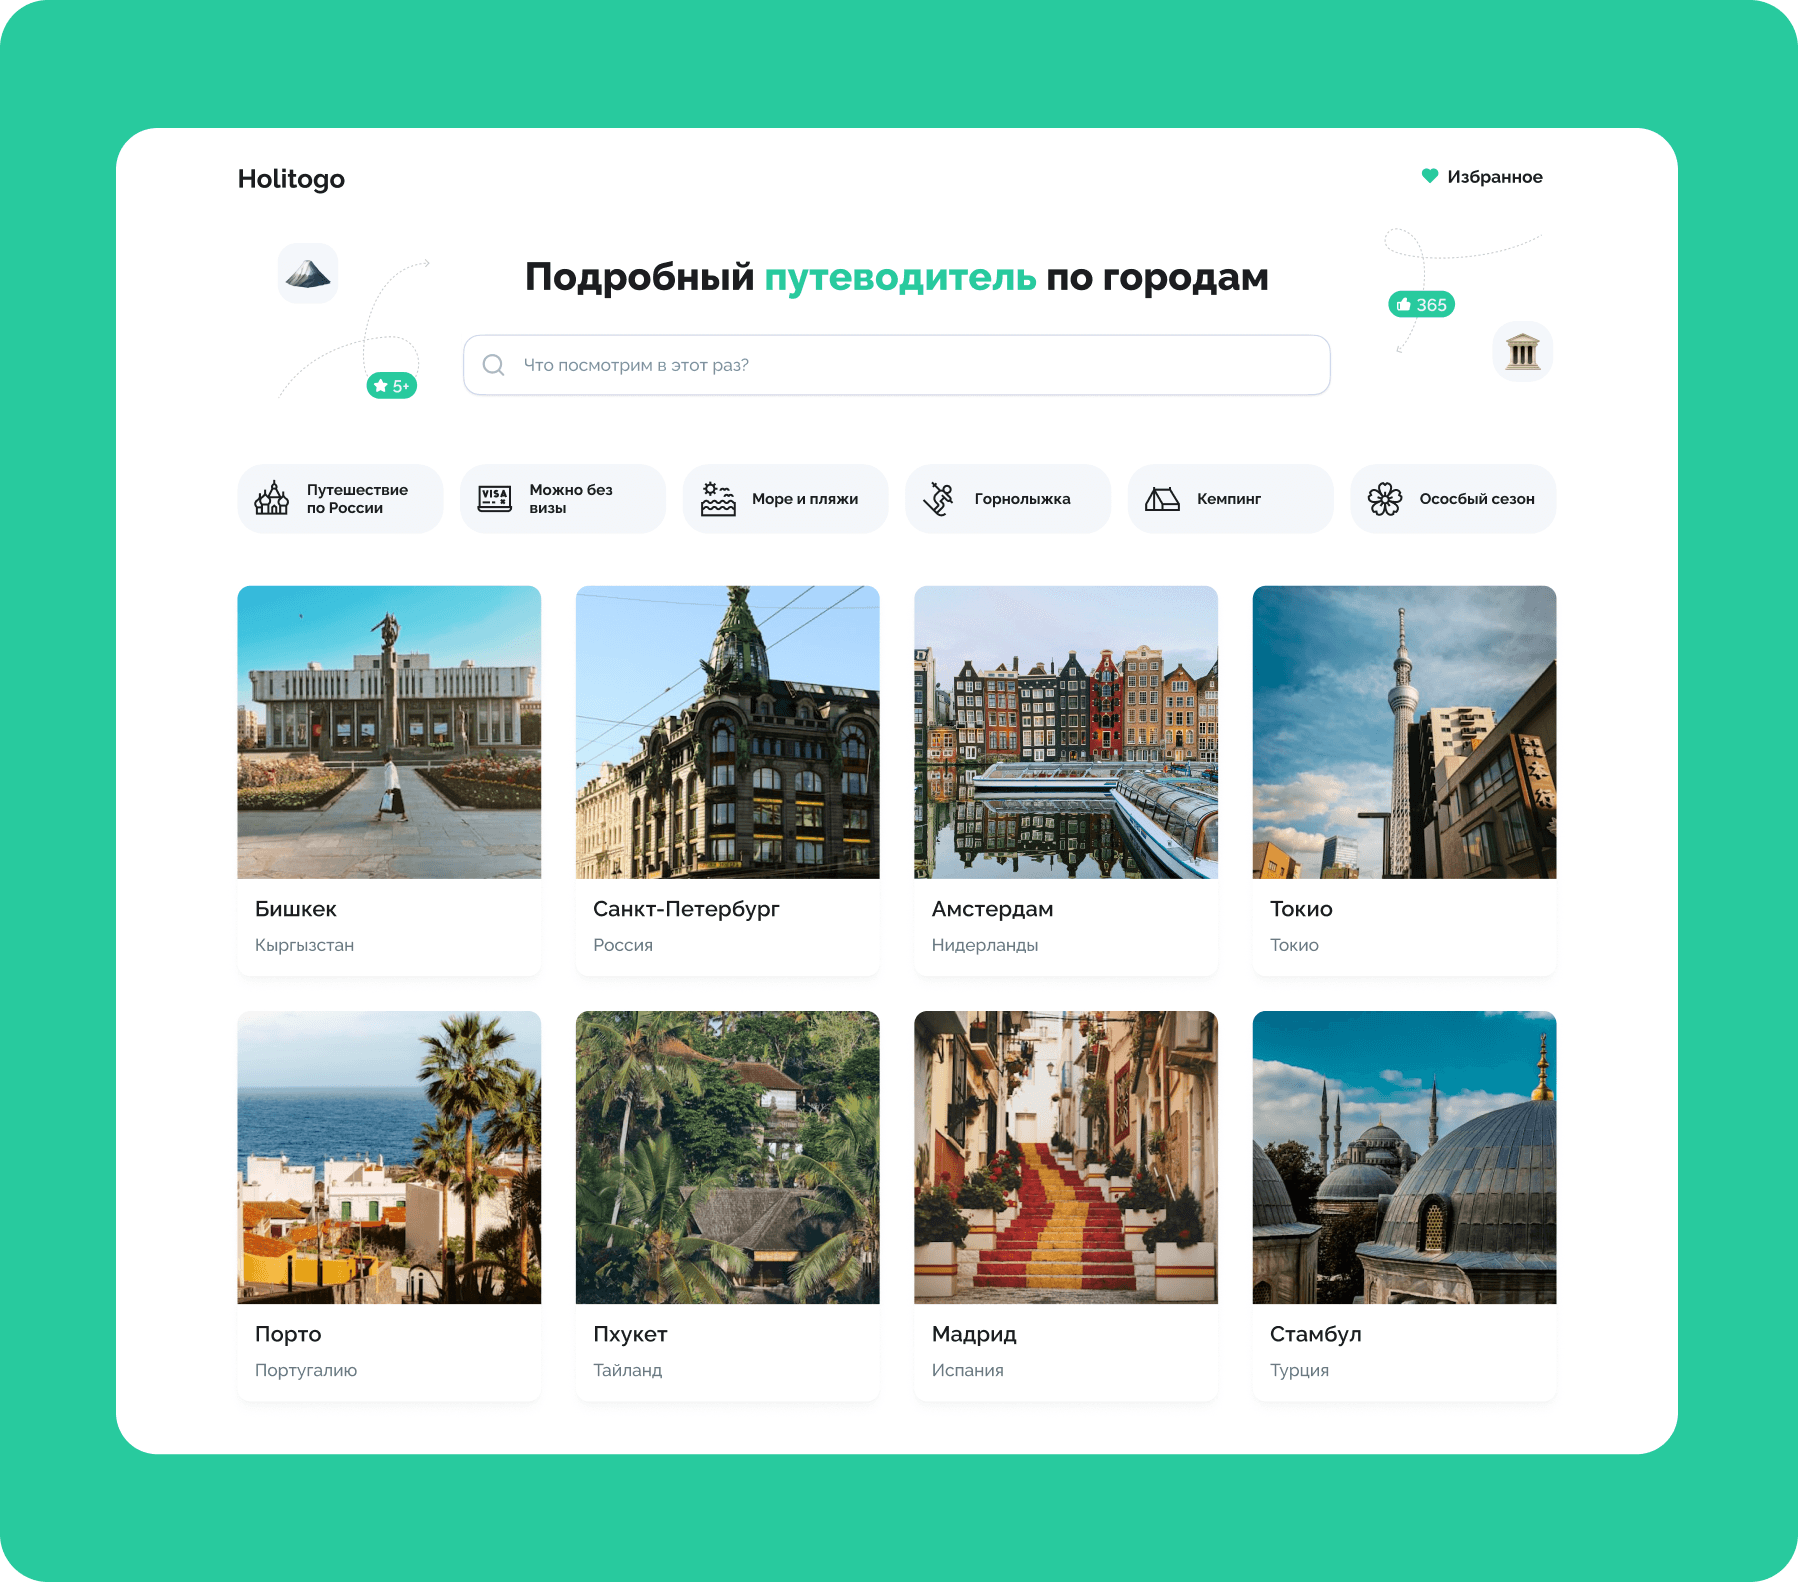 Holitogo
Избранное
Подробный путеводитель по городам
365
Что посмотрим в этот раз?
5+
Путешествие
по России
VISA
Можно без
визы
Море и пляжи
Горнолыжка
Кемпинг
Ососбый сезон
Бишкек
Кыргызстан
Санкт-Петербург
Россия
Амстердам
Нидерланды
Токио
Токио
Порто
Португалию
Пхукет
Тайланд
Мадрид
Испания
Стамбул
Турция